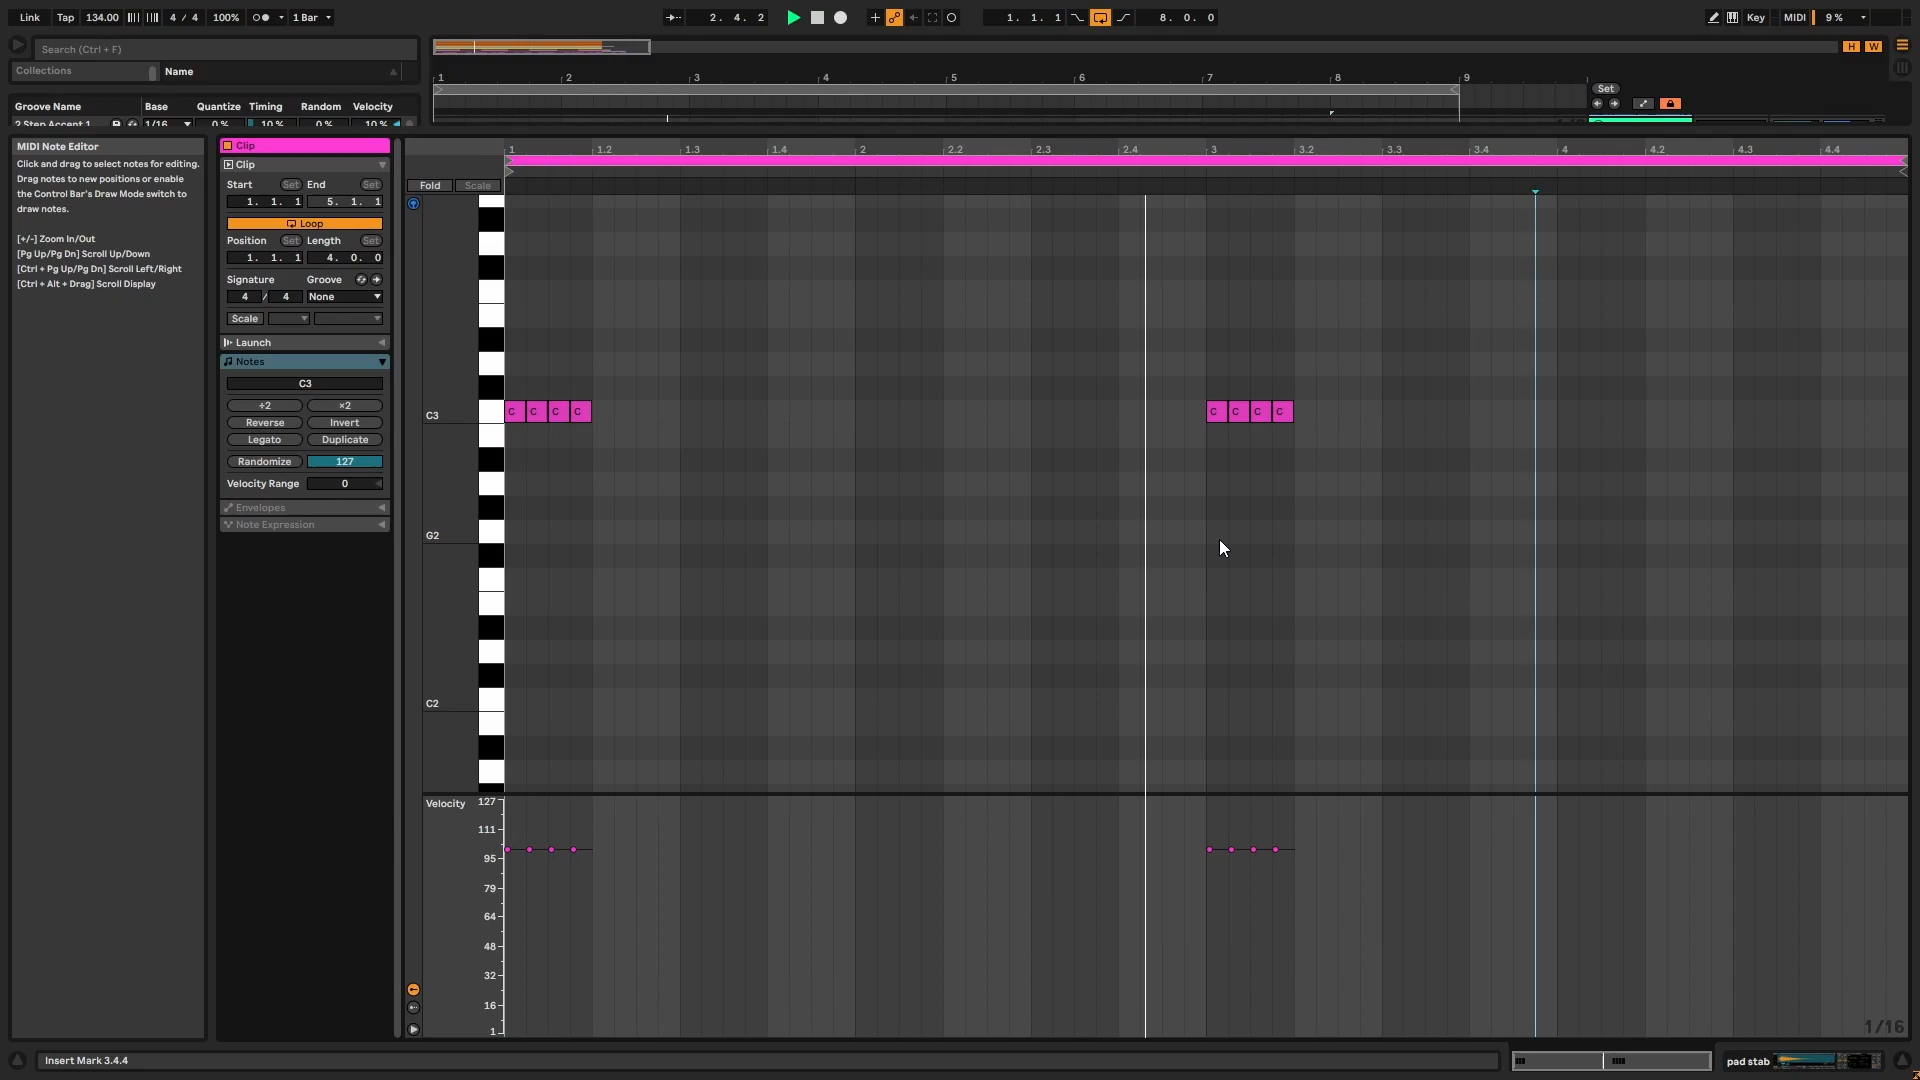 Link Tap 134.00 4 / 4 100% 1 Bar 2. 4. 2 1. 1. 1 8. 0. 0 Key MIDI 9 %
Search (Ctrl + F) H W
Collections Name
1 2 3 4 5 6 7 8 9
Set
Groove Name Base Quantize Timing Random Velocity
2 Step Accent 1 1/16 0 % 10 % 0 % 10 %
MIDI Note Editor
Click and drag to select notes for editing.
Drag notes to new positions or enable
the Control Bar's Draw Mode switch to
draw notes.
[+/-] Zoom In/Out
[Pg Up/Pg Dn] Scroll Up/Down
[Ctrl + Pg Up/Pg Dn] Scroll Left/Right
[Ctrl + Alt + Drag] Scroll Display
Clip
Clip
Start Set End Set
1. 1. 1 5. 1. 1
Loop
Position Set Length Set
1. 1. 1 4. 0. 0
Signature Groove
4 / 4 None
Scale
Launch
Notes
C3
÷2 ×2
Reverse Invert
Legato Duplicate
Randomize 127
Velocity Range 0
Envelopes
Note Expression
1 1.2 1.3 1.4 2 2.2 2.3 2.4 3 3.2 3.3 3.4 4 4.2 4.3 4.4
Fold Scale
C3 C C C C C C C C
G2
C2
Velocity 127
111
95
79
64
48
32
16
1
1/16
Insert Mark 3.4.4 pad stab